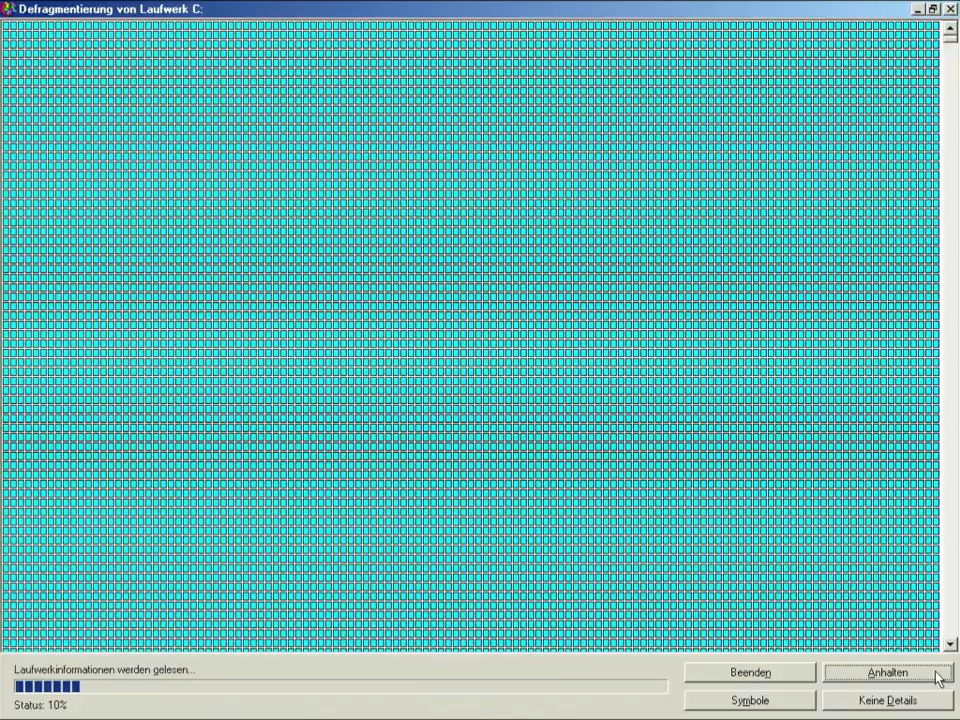 Defragmentierung von Laufwerk C:
Laufwerkinformationen werden gelesen...
Status: 10%
Beenden
Anhalten
Symbole
Keine Details